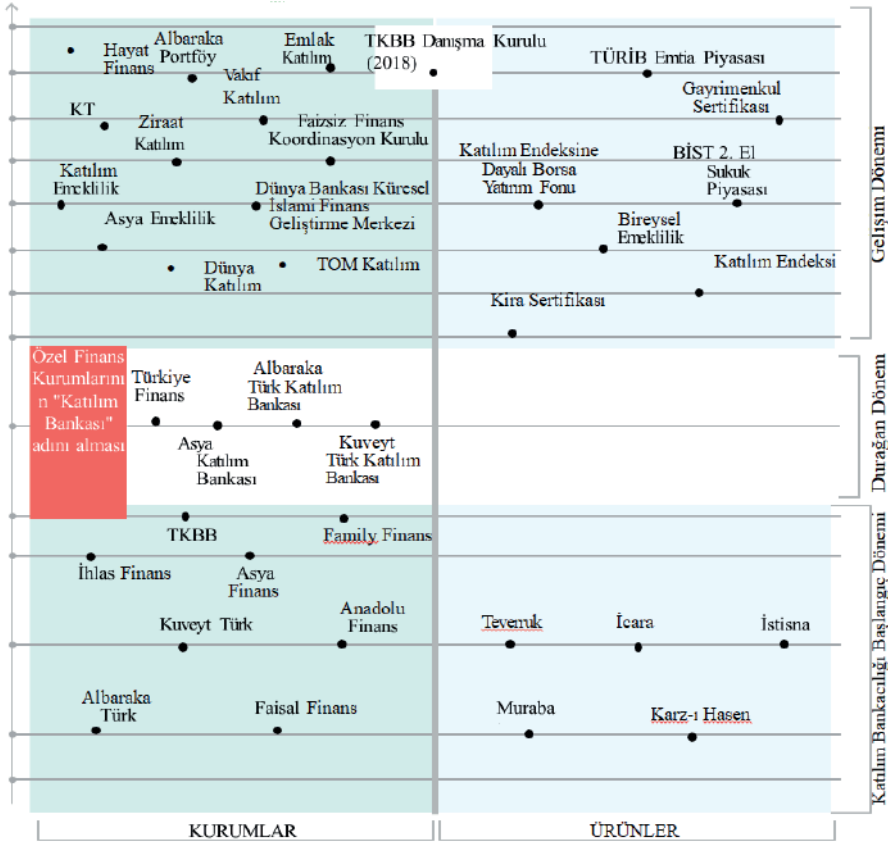 Hayat
Finans
Albaraka
Portföy
Emlak
Katılım
TKBB Danışma Kurulu
(2018)
TÜRİB Emtia Piyasası
Vakıf
Katılım
Gayrimenkul
Sertifikası
KT
Ziraat
Katılım
Faizsiz Finans
Koordinasyon Kurulu
Katılım Endeksine
Dayalı Borsa
Yatırım Fonu
BİST 2. El
Sukuk
Piyasası
Katılım
Emeklilik
Dünya Bankası Küresel
İslami Finans
Geliştirme Merkezi
Asya Emeklilik
Bireysel
Emeklilik
Dünya
Katılım
TOM Katılım
Katılım Endeksi
Kira Sertifikası
Gelişim Dönemi
Özel Finans
Kurumlarını
n "Katılım
Bankası"
adını alması
Türkiye
Finans
Albaraka
Türk Katılım
Bankası
Asya
Katılım
Bankası
Kuveyt
Türk Katılım
Bankası
Durağan Dönem
TKBB
Family Finans
İhlas Finans
Asya
Finans
Kuveyt Türk
Anadolu
Finans
Teverruk
İcara
İstisna
Albaraka
Türk
Faisal Finans
Muraba
Karz-ı Hasen
Katılım Bankacılığı Başlangıç Dönemi
KURUMLAR
ÜRÜNLER